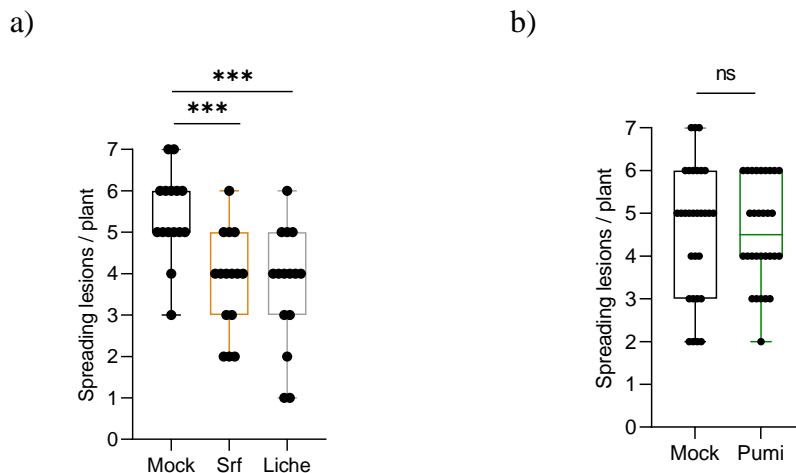 a)
***
***
Spreading lesions / plant
7
6
5
4
3
2
1
0
Mock Srf Liche
b)
ns
Spreading lesions / plant
7
6
5
4
3
2
1
0
Mock Pumi